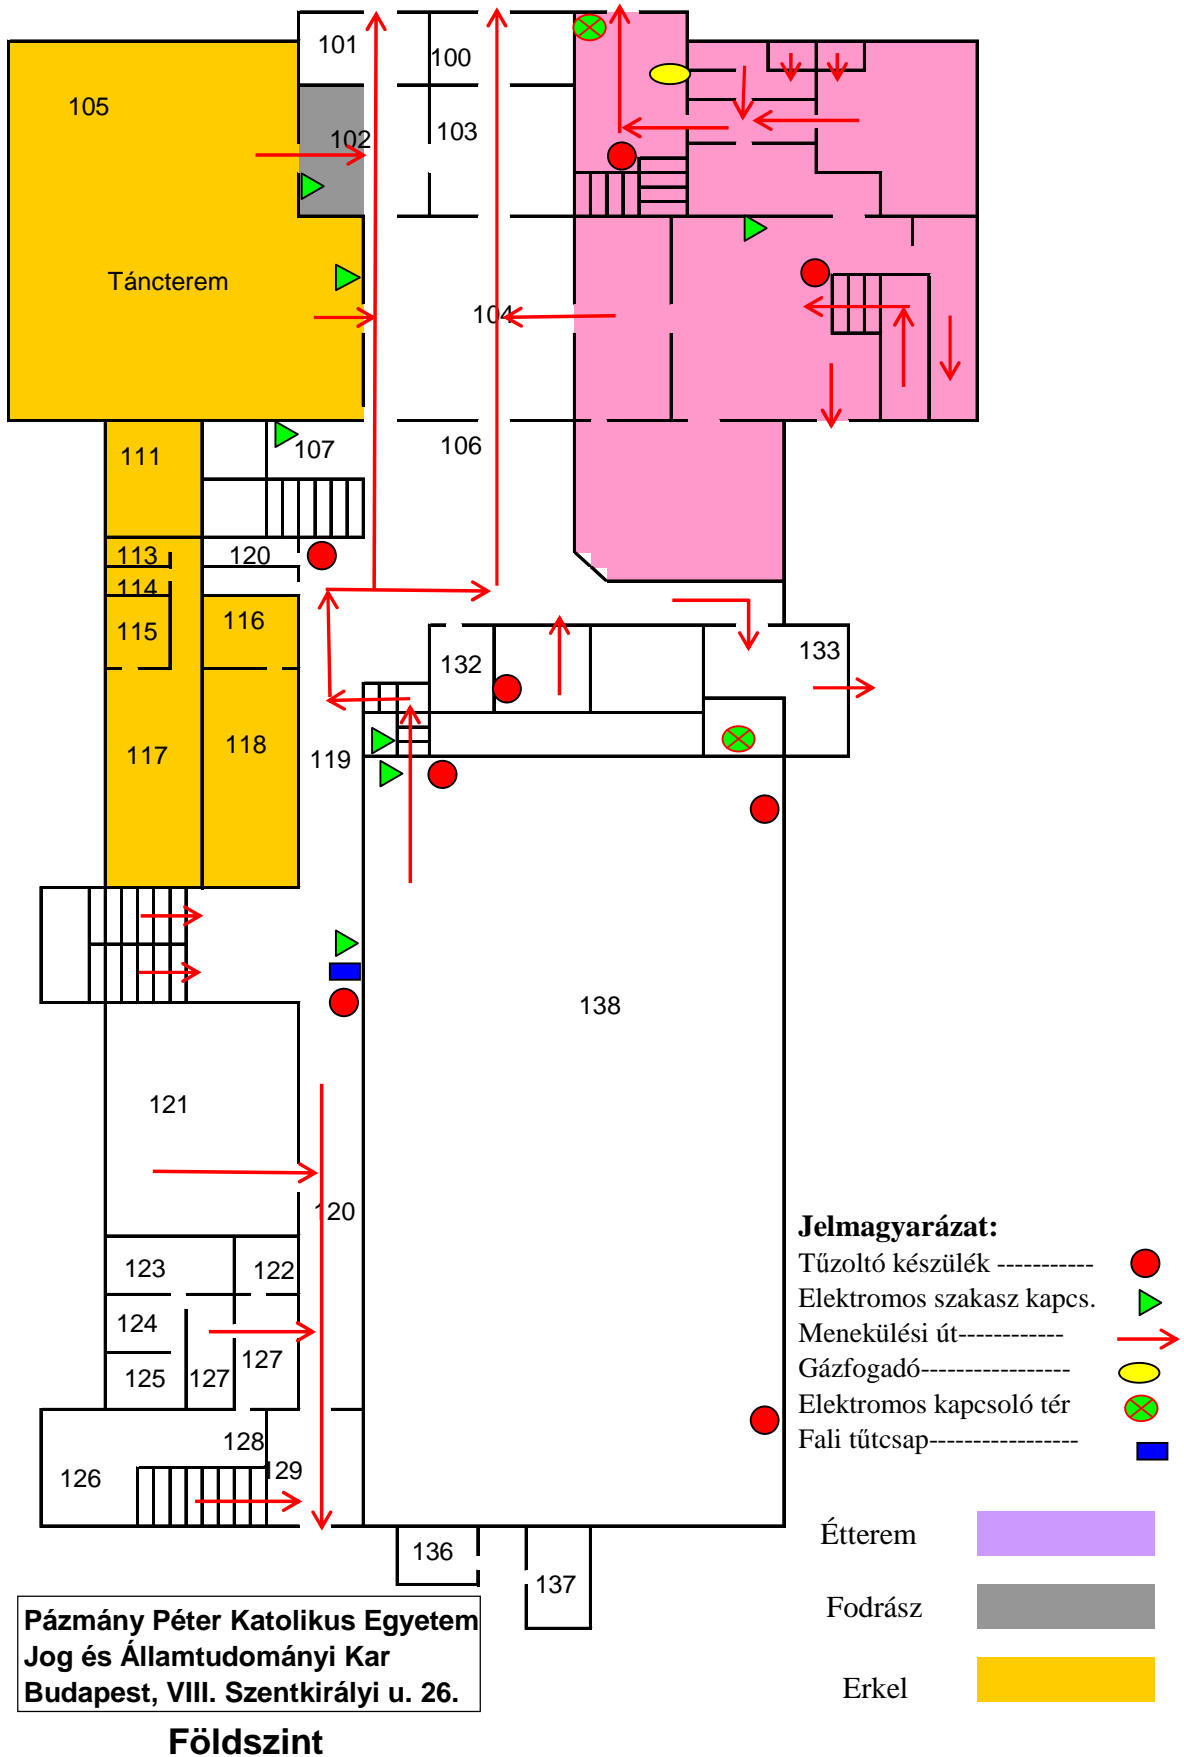 101
100
105
102
103
Táncterem
104
107
106
111
113
120
114
115
116
132
133
117
118
119
138
121
120
123
122
124
127
125
127
128
126
129
136
137
Jelmagyarázat:
Tűzoltó készülék -----------
Elektromos szakasz kapcs.
Menekülési út------------
Gázfogadó-----------------
Elektromos kapcsoló tér
Fali tűtcsap-----------------
Étterem
Fodrász
Erkel
Pázmány Péter Katolikus Egyetem
Jog és Államtudományi Kar
Budapest, VIII. Szentkirályi u. 26.
Földszint